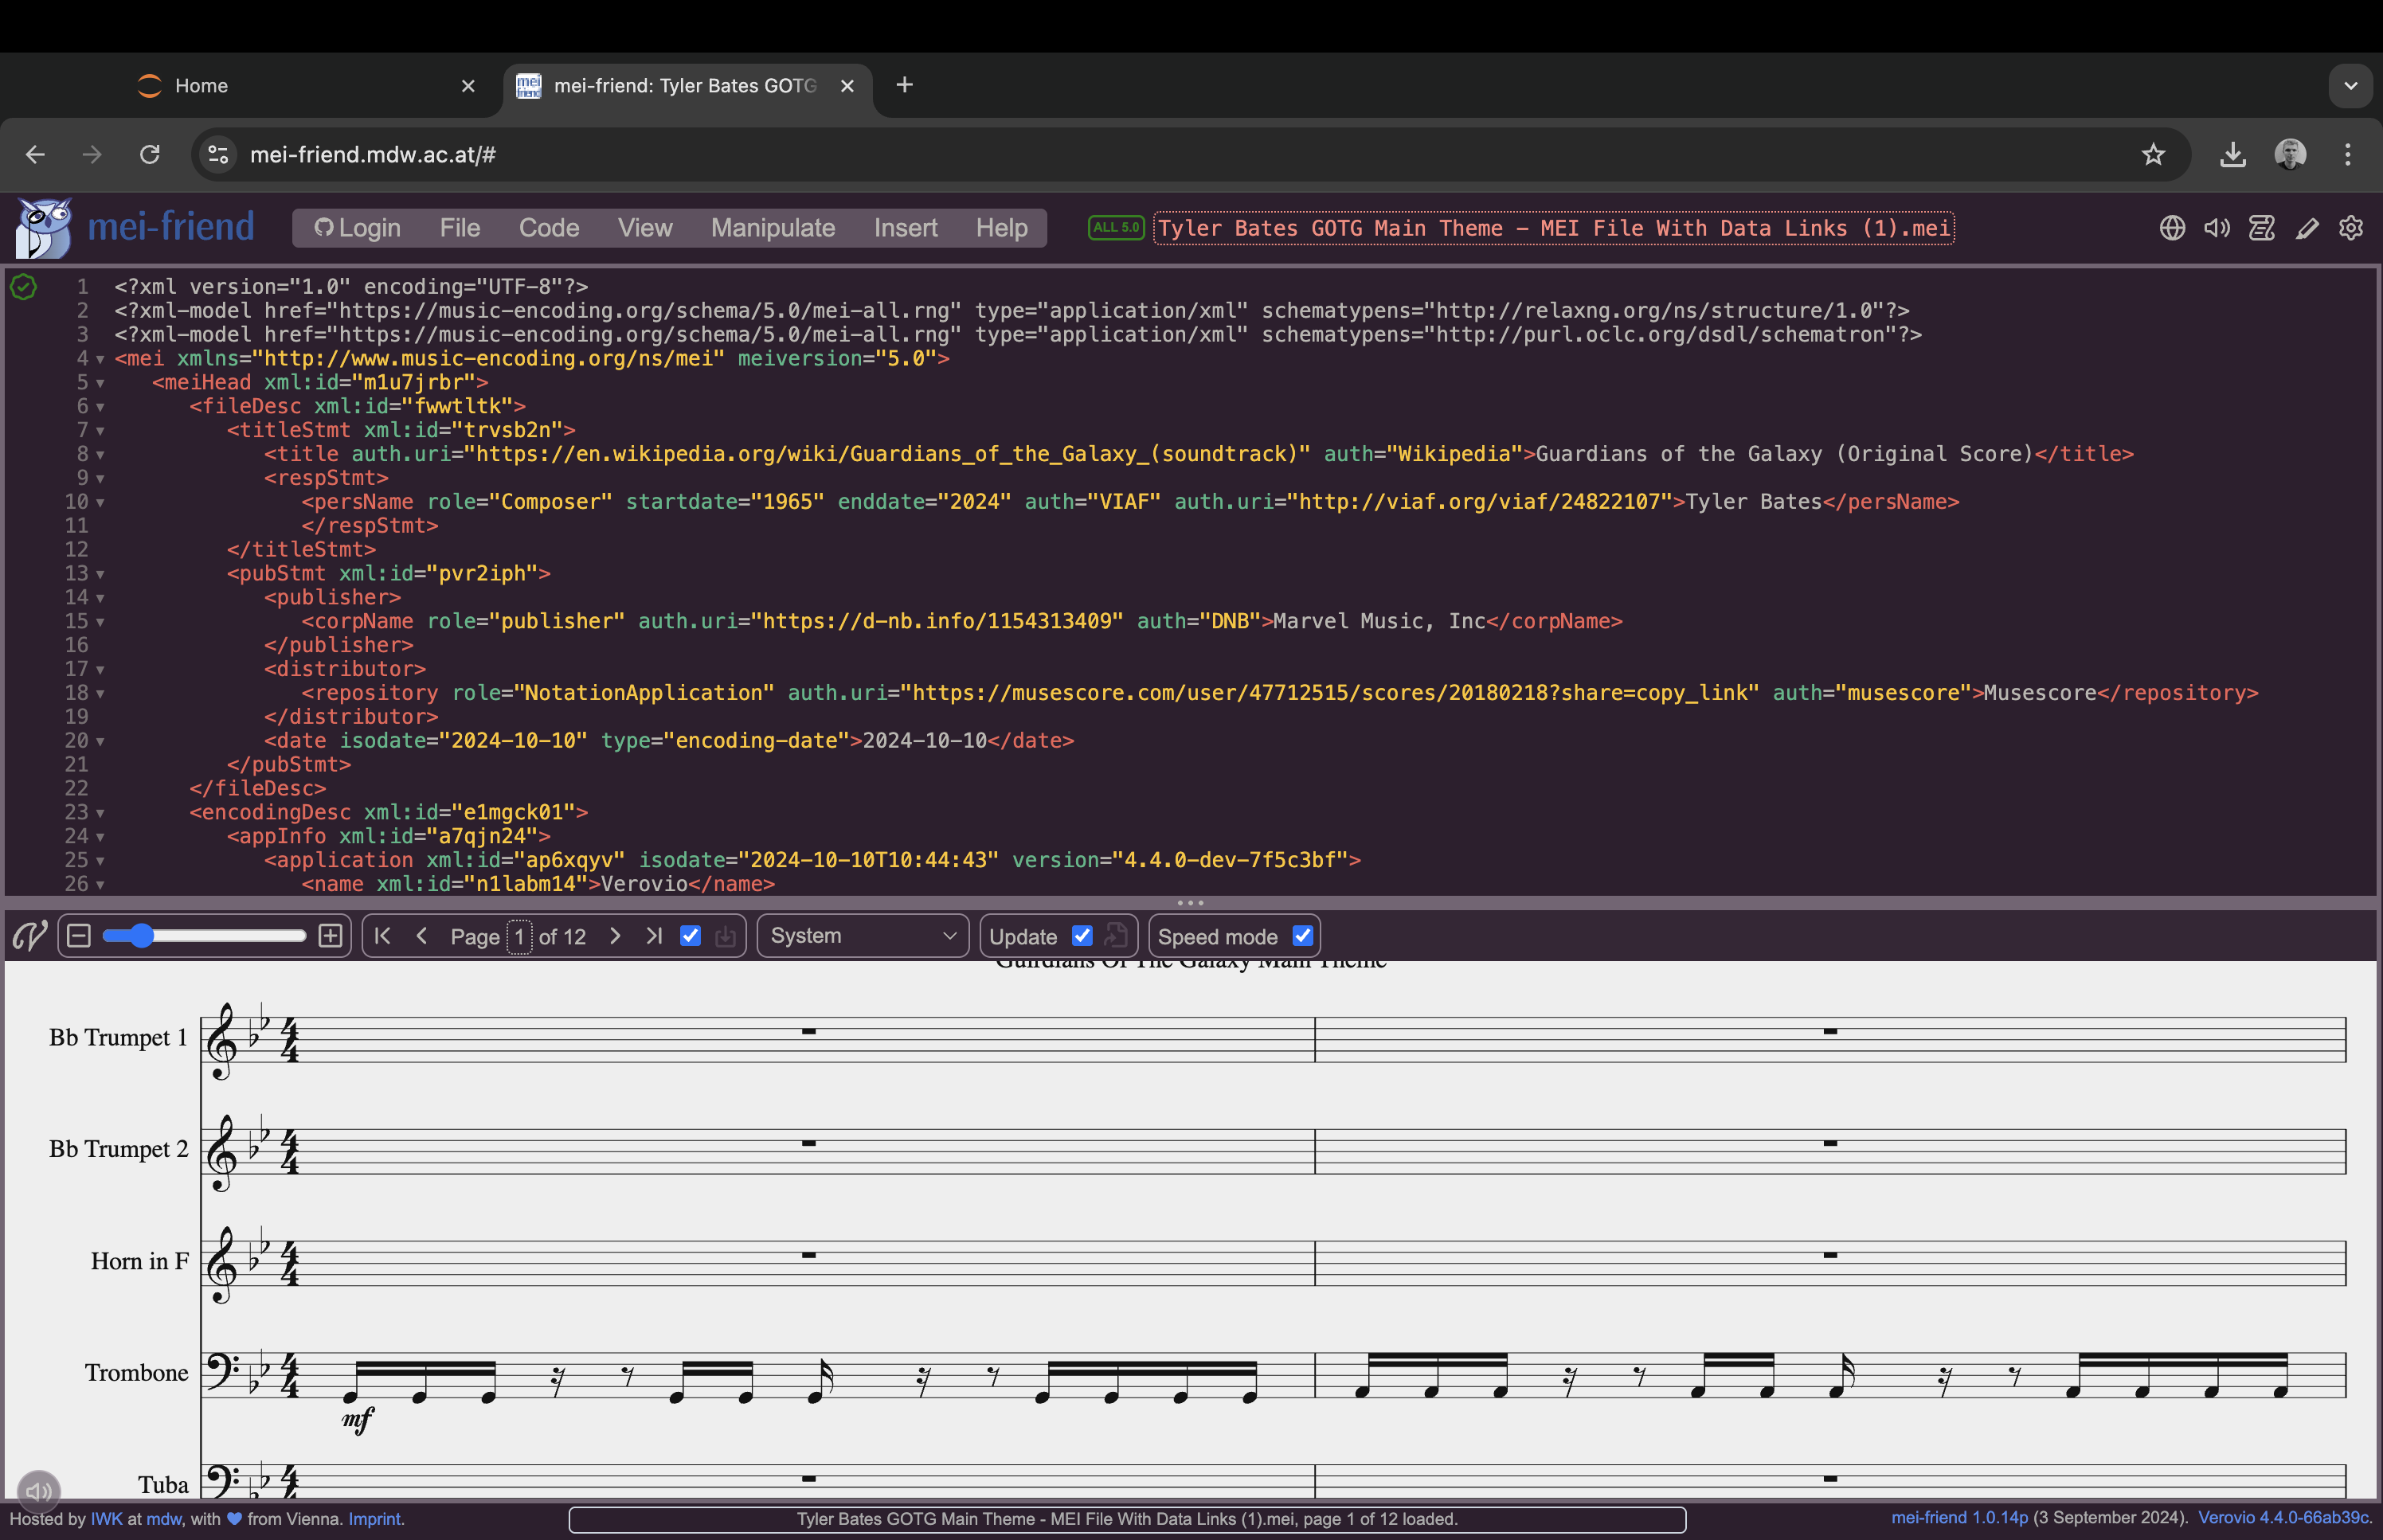 Home
mei-friend: Tyler Bates GOTG
mei-friend.mdw.ac.at/#
mei-friend Login File Code View Manipulate Insert Help ALL 5.0 Tyler Bates GOTG Main Theme – MEI File With Data Links (1).mei
1 <?xml version="1.0" encoding="UTF-8"?>
2 <?xml-model href="https://music-encoding.org/schema/5.0/mei-all.rng" type="application/xml" schematypens="http://relaxng.org/ns/structure/1.0"?>
3 <?xml-model href="https://music-encoding.org/schema/5.0/mei-all.rng" type="application/xml" schematypens="http://purl.oclc.org/dsdl/schematron"?>
4 <mei xmlns="http://www.music-encoding.org/ns/mei" meiversion="5.0">
5 <meiHead xml:id="m1u7jrbr">
6 <fileDesc xml:id="fwwtltk">
7 <titleStmt xml:id="trvsb2n">
8 <title auth.uri="https://en.wikipedia.org/wiki/Guardians_of_the_Galaxy_(soundtrack)" auth="Wikipedia">Guardians of the Galaxy (Original Score)</title>
9 <respStmt>
10 <persName role="Composer" startdate="1965" enddate="2024" auth="VIAF" auth.uri="http://viaf.org/viaf/24822107">Tyler Bates</persName>
11 </respStmt>
12 </titleStmt>
13 <pubStmt xml:id="pvr2iph">
14 <publisher>
15 <corpName role="publisher" auth.uri="https://d-nb.info/1154313409" auth="DNB">Marvel Music, Inc</corpName>
16 </publisher>
17 <distributor>
18 <repository role="NotationApplication" auth.uri="https://musescore.com/user/47712515/scores/20180218?share=copy_link" auth="musescore">Musescore</repository>
19 </distributor>
20 <date isodate="2024-10-10" type="encoding-date">2024-10-10</date>
21 </pubStmt>
22 </fileDesc>
23 <encodingDesc xml:id="e1mgck01">
24 <appInfo xml:id="a7qjn24">
25 <application xml:id="ap6xqyv" isodate="2024-10-10T10:44:43" version="4.4.0-dev-7f5c3bf">
26 <name xml:id="n1labm14">Verovio</name>
Page 1 of 12 System Update Speed mode
Of The Galaxy Main Theme
Bb Trumpet 1
Bb Trumpet 2
Horn in F
Trombone
mf
Tuba
Hosted by IWK at mdw, with from Vienna. Imprint. Tyler Bates GOTG Main Theme - MEI File With Data Links (1).mei, page 1 of 12 loaded. mei-friend 1.0.14p (3 September 2024). Verovio 4.4.0-66ab39c.